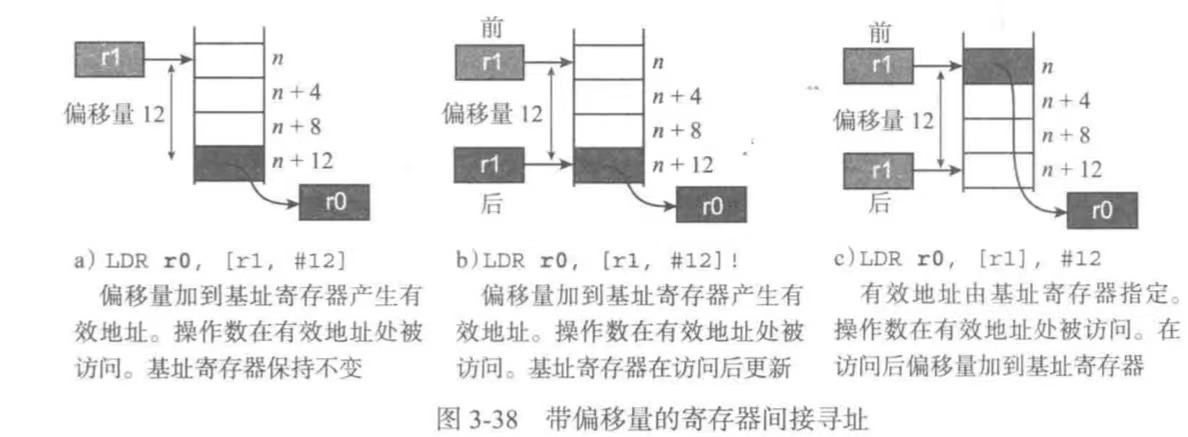 r1
n
n + 4
偏移量 12
n + 8
n + 12
r0
a) LDR r0, [r1, #12]
偏移量加到基址寄存器产生有
效地址。操作数在有效地址处被
访问。基址寄存器保持不变
前
r1
n
n + 4
偏移量 12
n + 8
r1
n + 12
后
r0
b)LDR r0, [r1, #12]!
偏移量加到基址寄存器产生有
效地址。操作数在有效地址处被
访问。基址寄存器在访问后更新
前
r1
n
n + 4
偏移量 12
n + 8
r1
n + 12
后
r0
c)LDR r0, [r1], #12
有效地址由基址寄存器指定。
操作数在有效地址处被访问。在
访问后偏移量加到基址寄存器
图 3-38 带偏移量的寄存器间接寻址